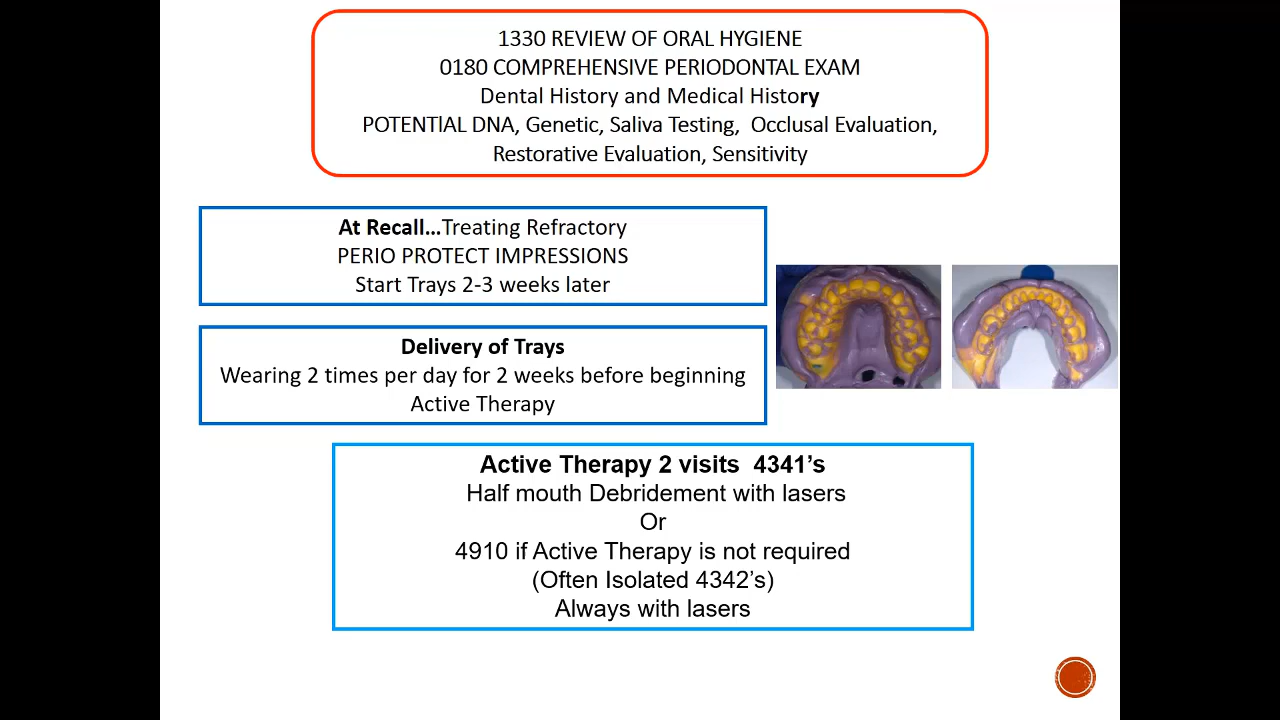 1330 REVIEW OF ORAL HYGIENE
0180 COMPREHENSIVE PERIODONTAL EXAM
Dental History and Medical History
POTENTIAL DNA, Genetic, Saliva Testing, Occlusal Evaluation,
Restorative Evaluation, Sensitivity
At Recall...Treating Refractory
PERIO PROTECT IMPRESSIONS
Start Trays 2-3 weeks later
Delivery of Trays
Wearing 2 times per day for 2 weeks before beginning
Active Therapy
Active Therapy 2 visits 4341’s
Half mouth Debridement with lasers
Or
4910 if Active Therapy is not required
(Often Isolated 4342’s)
Always with lasers